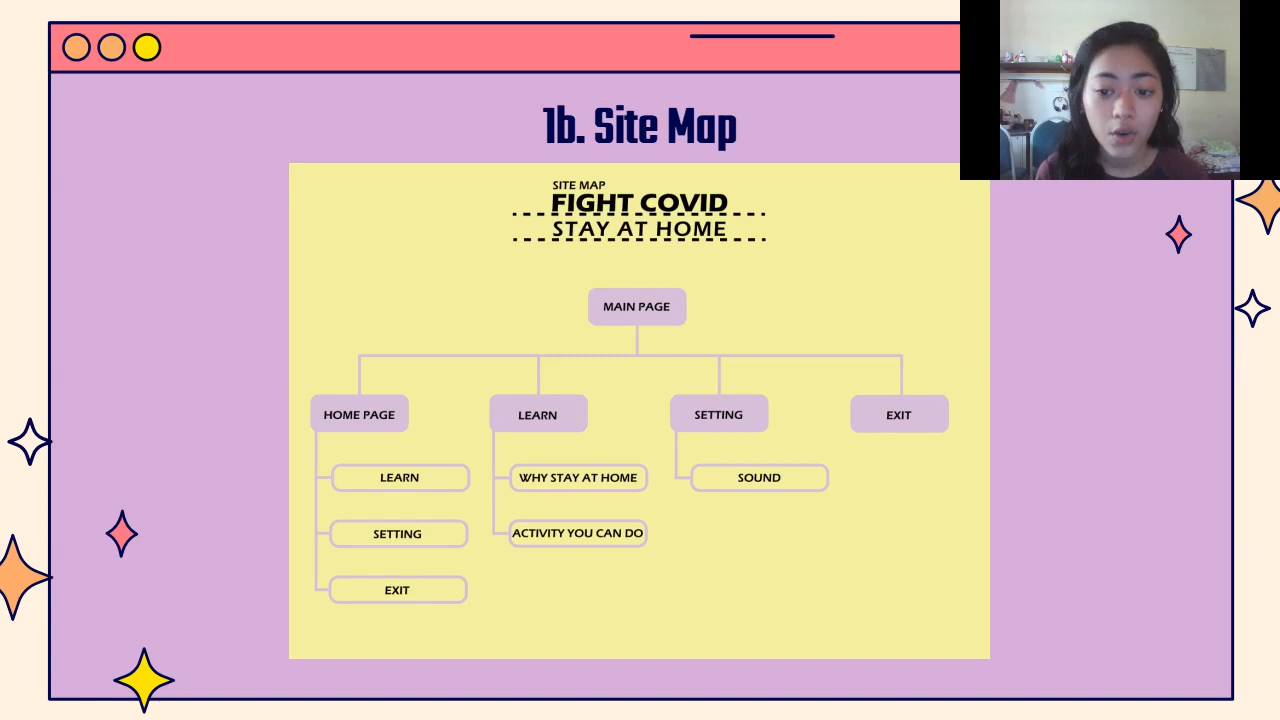 1b. Site Map
SITE MAP
FIGHT COVID
STAY AT HOME
MAIN PAGE
HOME PAGE
LEARN
SETTING
EXIT
LEARN
WHY STAY AT HOME
SOUND
SETTING
ACTIVITY YOU CAN DO
EXIT